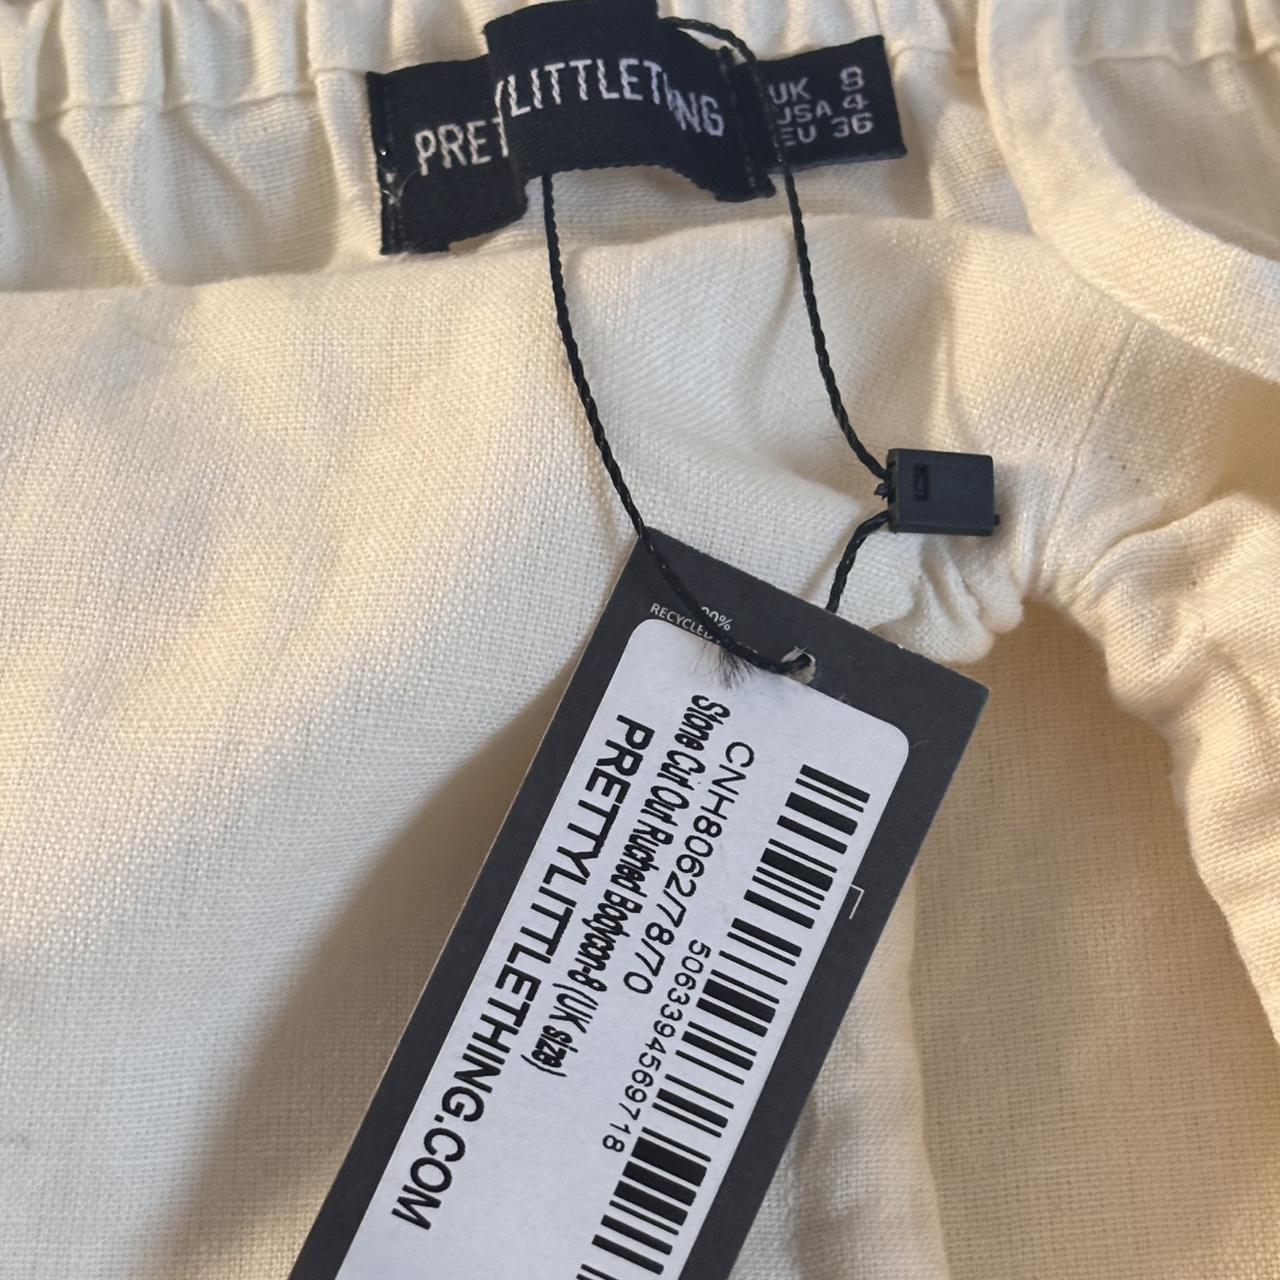 PRETTYLITTLETHING
UK 8
USA 4
EU 36
RECYCLED
5063394569718
CNH8062/78/70
Stone Cut Out Ruched Bodycon-8 (UK size)
PRETTYLITTLETHING.COM